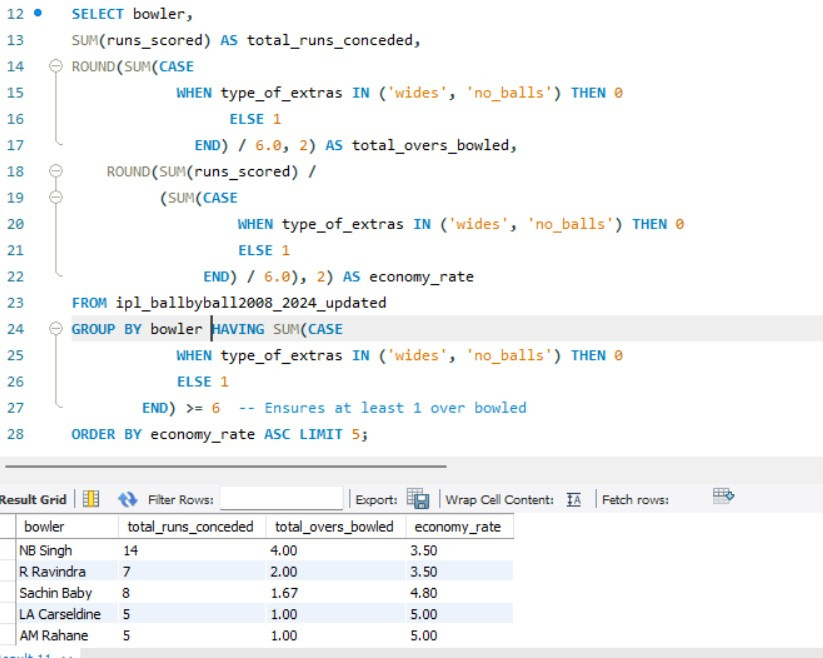 12 SELECT bowler,
13 SUM(runs_scored) AS total_runs_conceded,
14 ROUND(SUM(CASE
15 WHEN type_of_extras IN ('wides', 'no_balls') THEN 0
16 ELSE 1
17 END) / 6.0, 2) AS total_overs_bowled,
18 ROUND(SUM(runs_scored) /
19 (SUM(CASE
20 WHEN type_of_extras IN ('wides', 'no_balls') THEN 0
21 ELSE 1
22 END) / 6.0), 2) AS economy_rate
23 FROM ipl_ballbyball2008_2024_updated
24 GROUP BY bowler HAVING SUM(CASE
25 WHEN type_of_extras IN ('wides', 'no_balls') THEN 0
26 ELSE 1
27 END) >= 6 -- Ensures at least 1 over bowled
28 ORDER BY economy_rate ASC LIMIT 5;
Result Grid Filter Rows: Export: Wrap Cell Content: Fetch rows:
bowler total_runs_conceded total_overs_bowled economy_rate
NB Singh 14 4.00 3.50
R Ravindra 7 2.00 3.50
Sachin Baby 8 1.67 4.80
LA Carseldine 5 1.00 5.00
AM Rahane 5 1.00 5.00